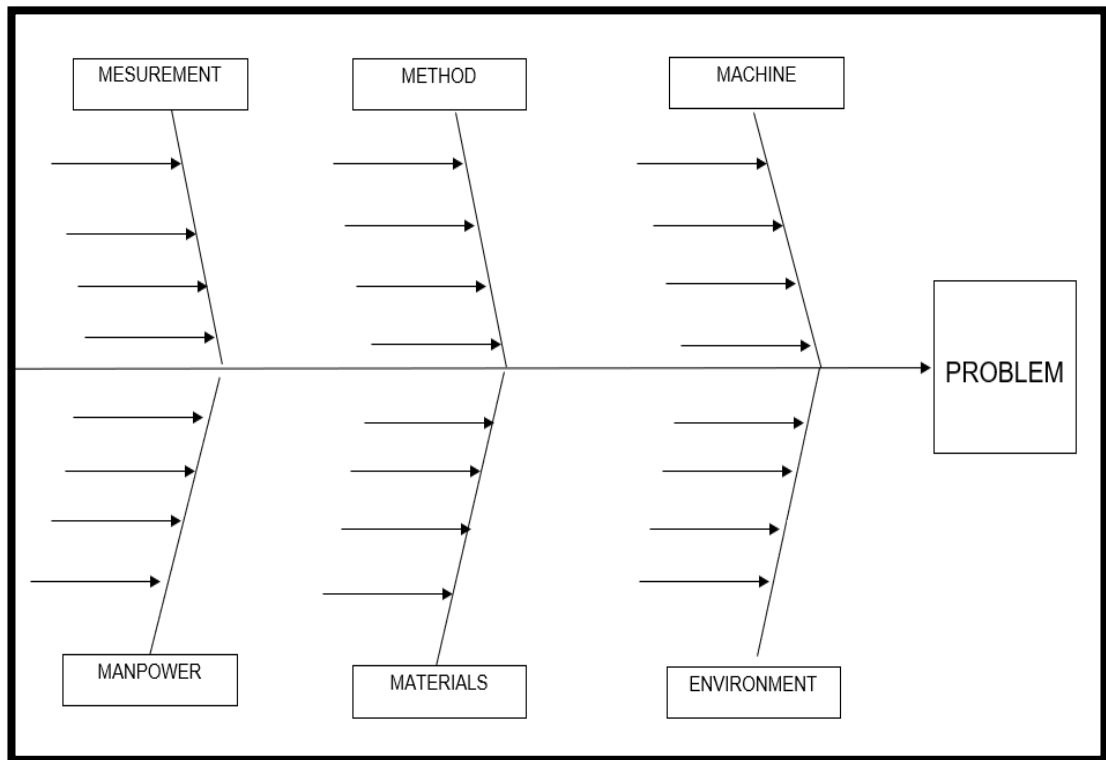 MESUREMENT
METHOD
MACHINE
PROBLEM
MANPOWER
MATERIALS
ENVIRONMENT